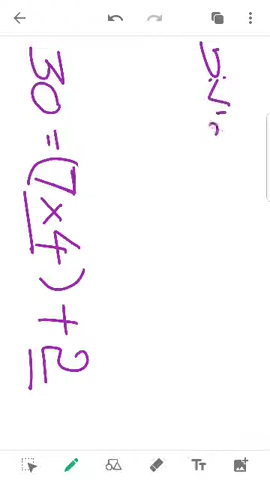 30 = (7 × 4) + 2